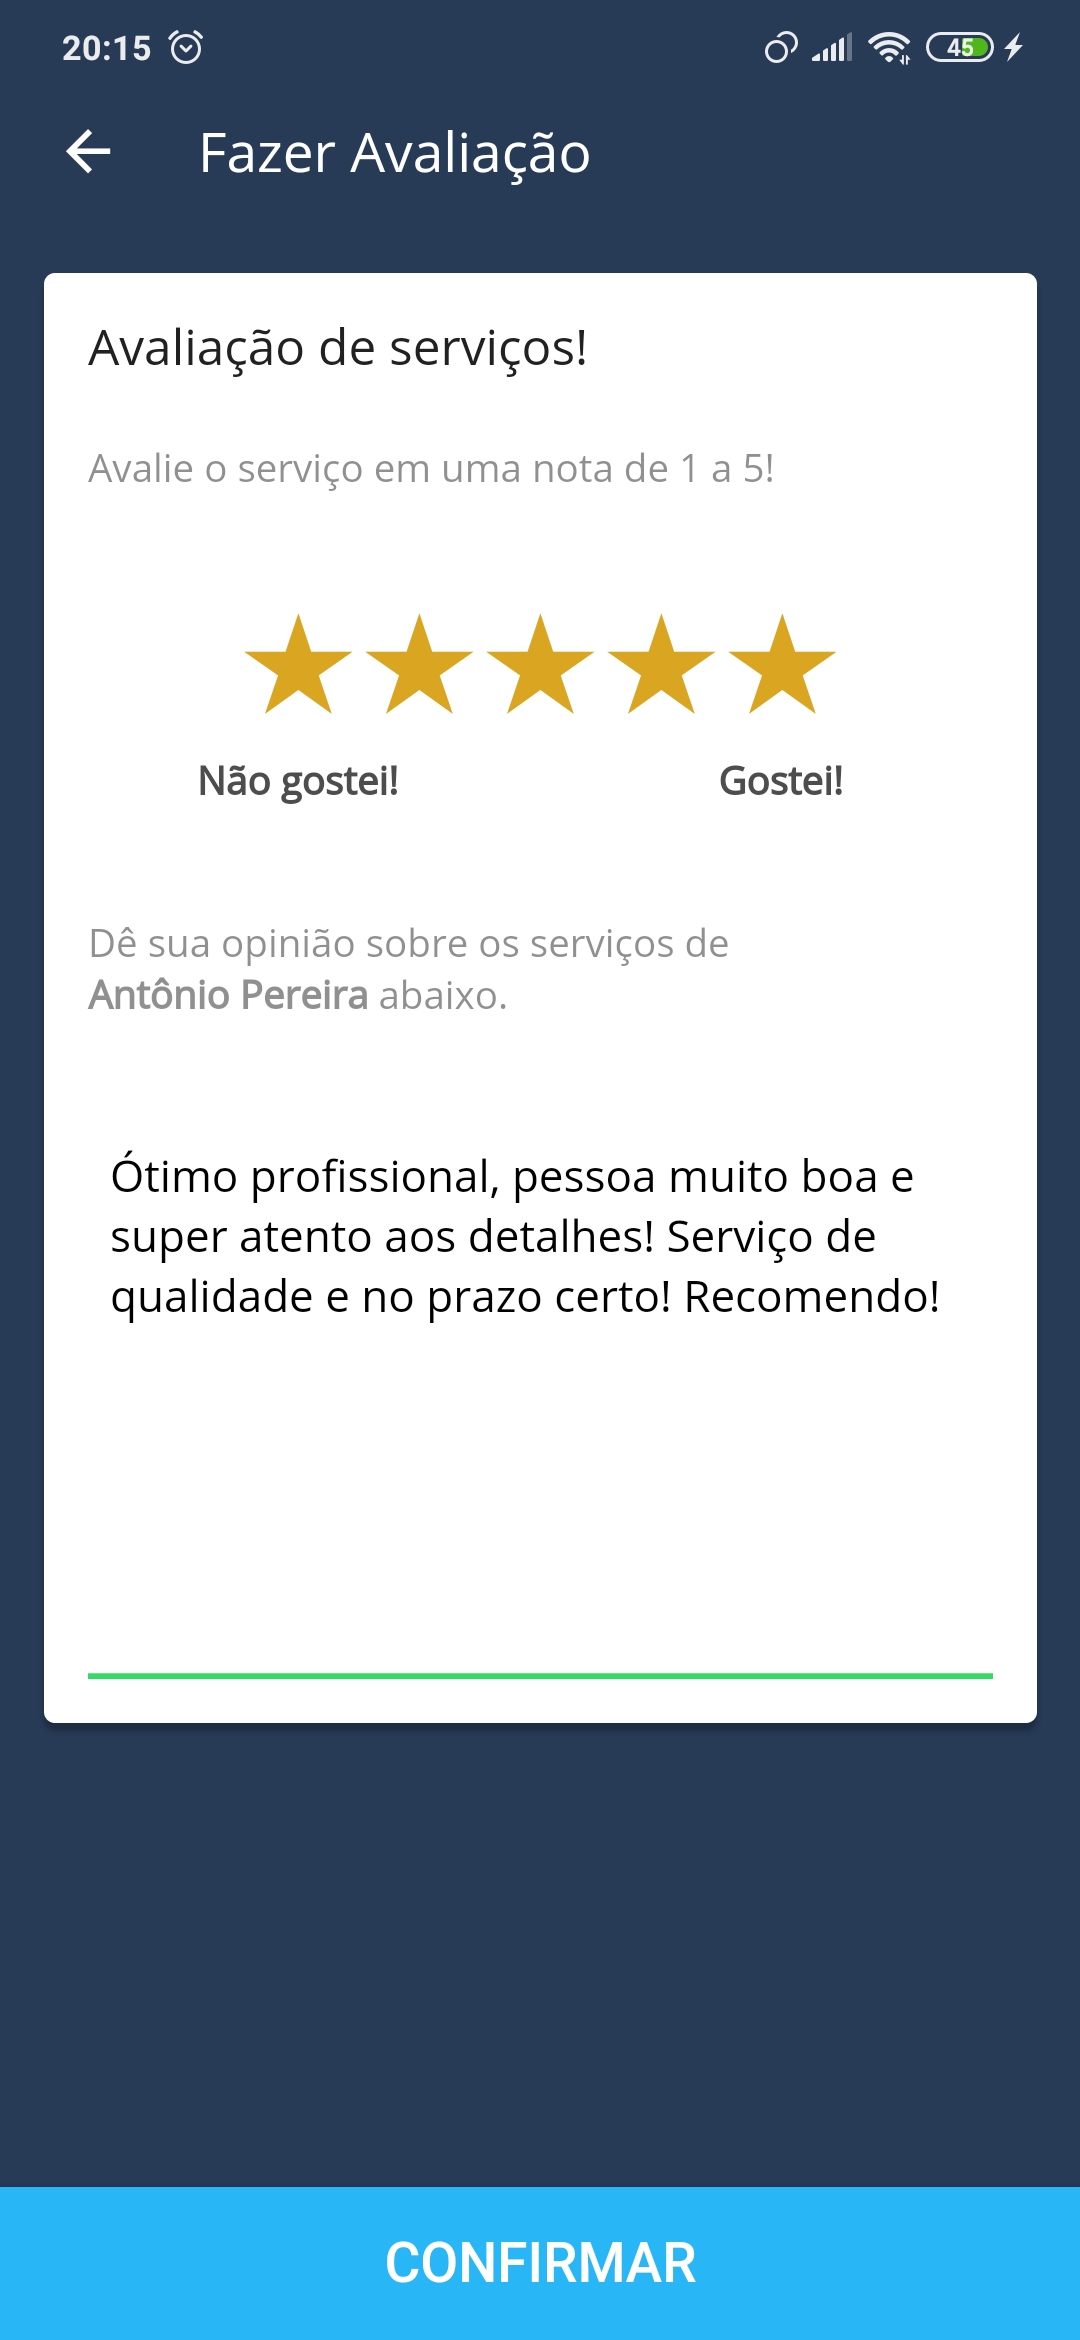 20:15
45
Fazer Avaliação
Avaliação de serviços!
Avalie o serviço em uma nota de 1 a 5!
Não gostei!
Gostei!
Dê sua opinião sobre os serviços de
Antônio Pereira abaixo.
Ótimo profissional, pessoa muito boa e
super atento aos detalhes! Serviço de
qualidade e no prazo certo! Recomendo!
CONFIRMAR